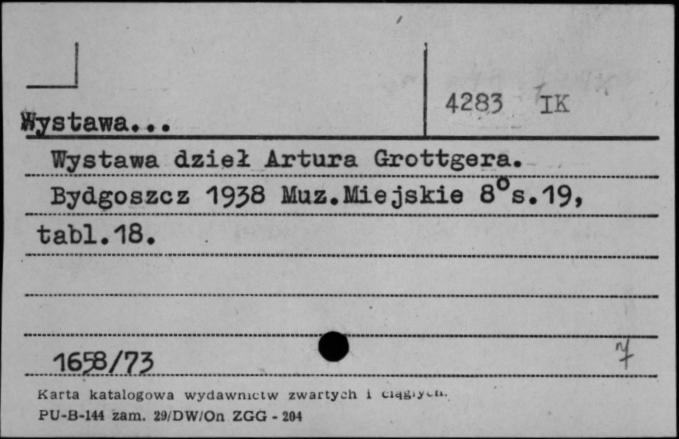 4283 IK
Wystawa...
Wystawa dzieł Artura Grottgera.
Bydgoszcz 1938 Muz.Miejskie 8° s.19,
tabl.18.
1658/73
7
Karta katalogowa wydawnictw zwartych i ciągłych.
PU-B-144 zam. 29/DW/On ZGG - 204